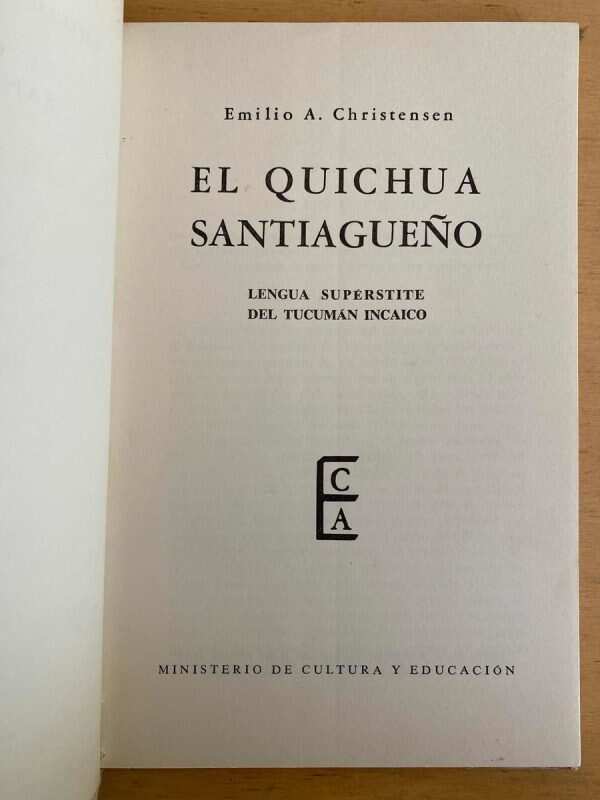 Emilio A. Christensen
EL QUICHUA
SANTIAGUEÑO
LENGUA SUPÉRSTITE
DEL TUCUMÁN INCAICO
E C
A
MINISTERIO DE CULTURA Y EDUCACIÓN